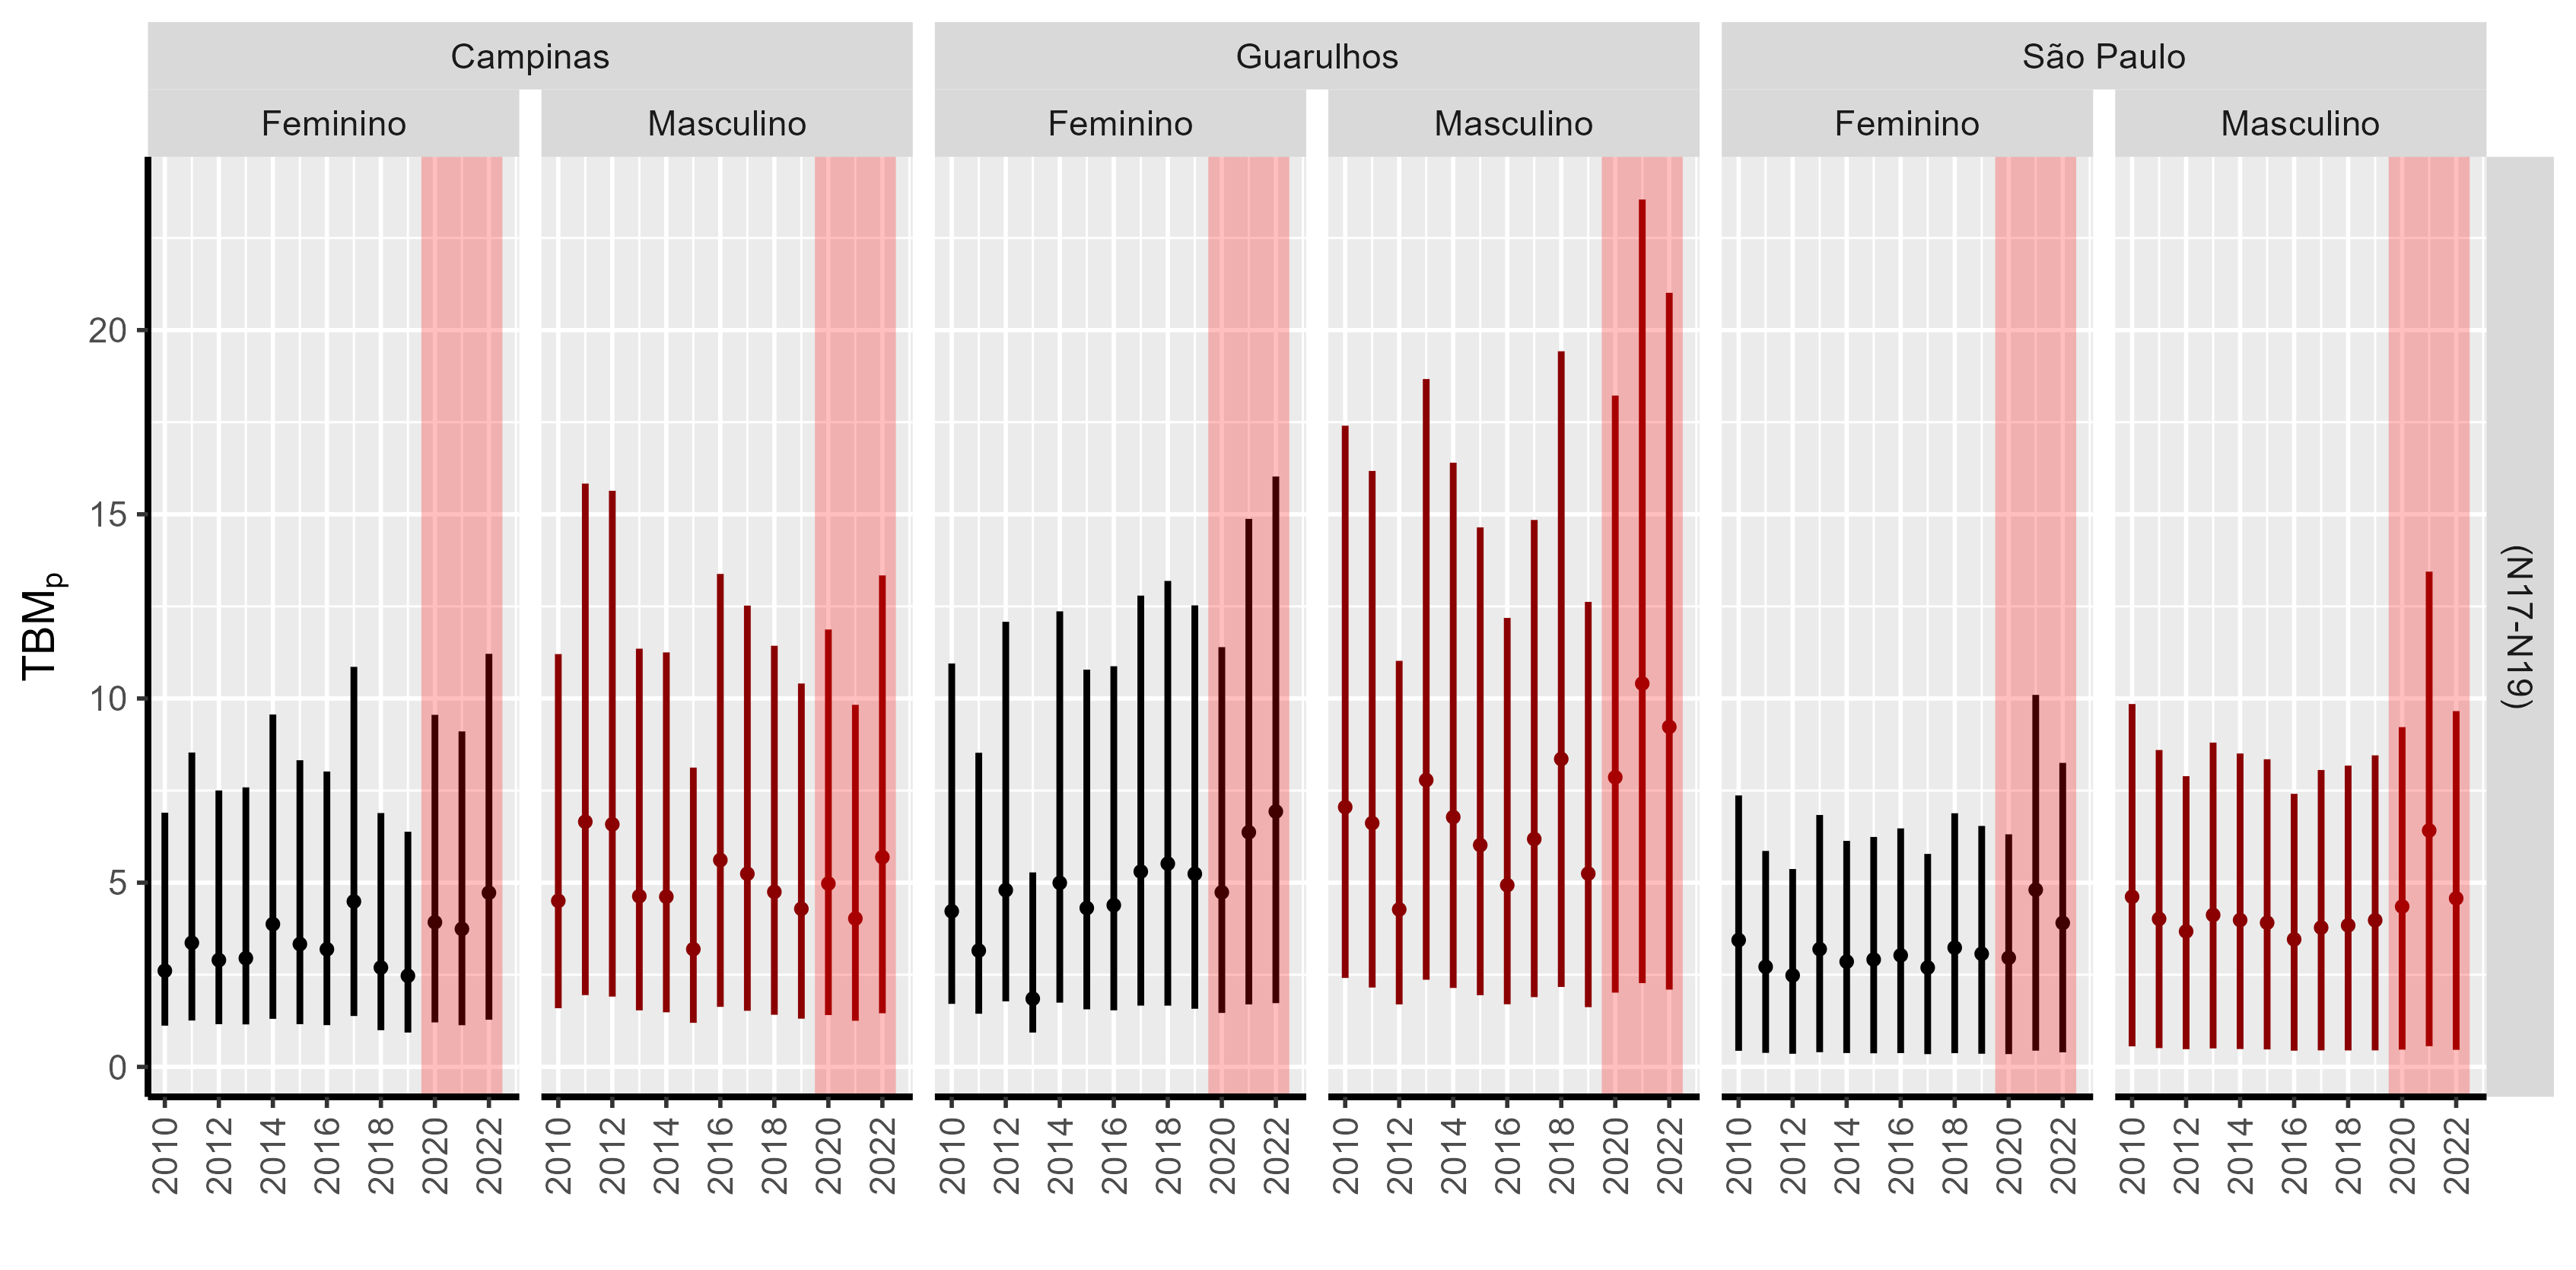 Campinas Guarulhos São Paulo
Feminino Masculino Feminino Masculino Feminino Masculino
20
15
10
5
0
TBMp
(N17-N19)
2010 2012 2014 2016 2018 2020 2022 2010 2012 2014 2016 2018 2020 2022 2010 2012 2014 2016 2018 2020 2022 2010 2012 2014 2016 2018 2020 2022 2010 2012 2014 2016 2018 2020 2022 2010 2012 2014 2016 2018 2020 2022